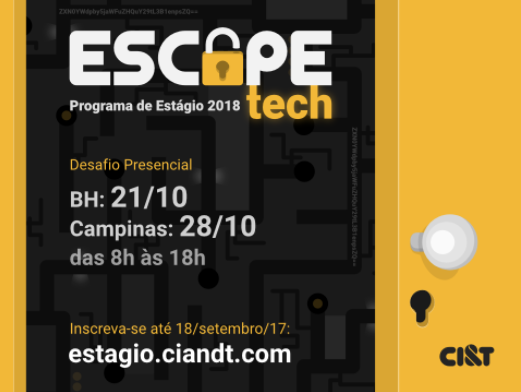 ESCAPE
tech
Programa de Estágio 2018
Desafio Presencial
BH: 21/10
Campinas: 28/10
das 8h às 18h
Inscreva-se até 18/setembro/17:
estagio.ciandt.com
CI&T